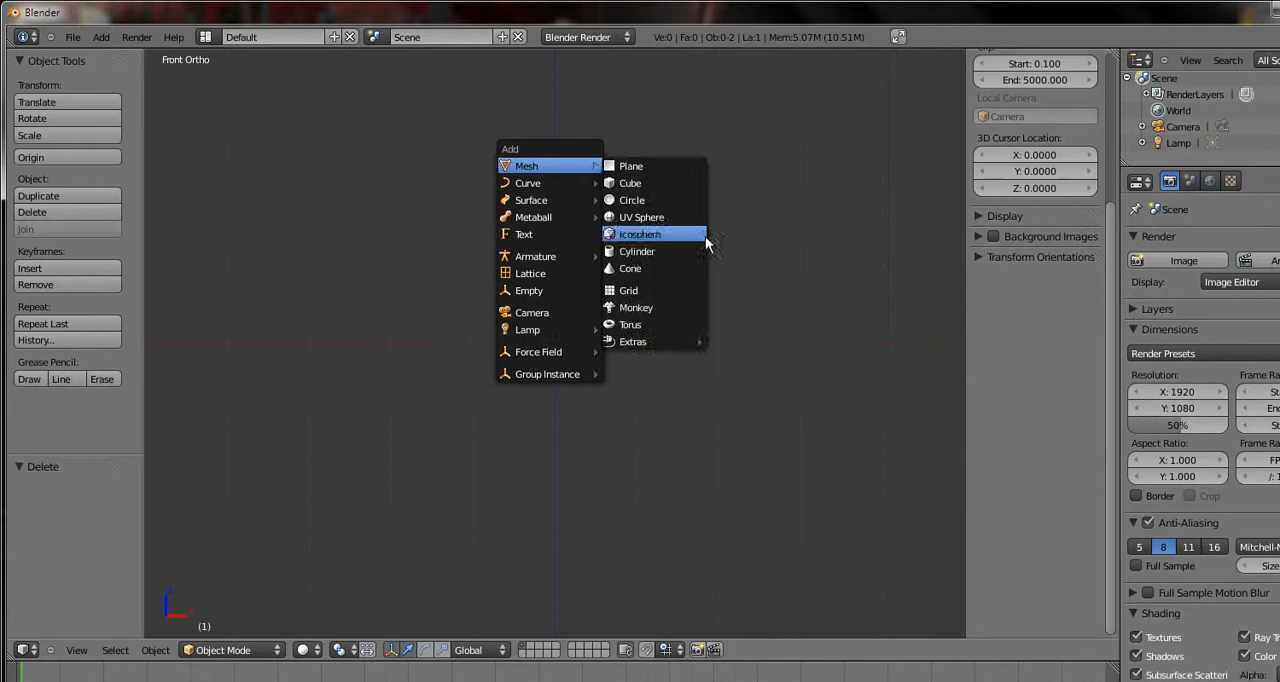 Blender
File Add Render Help Default Scene Blender Render Ve:0 | Fa:0 | Ob:0-2 | La:1 | Mem:5.07M (10.51M)
Object Tools
Transform:
Translate
Rotate
Scale
Origin
Object:
Duplicate
Delete
Join
Keyframes:
Insert
Remove
Repeat:
Repeat Last
History...
Grease Pencil:
Draw Line Erase
Delete
Front Ortho
Add
Mesh
Curve
Surface
Metaball
Text
Armature
Lattice
Empty
Camera
Lamp
Force Field
Group Instance
Plane
Cube
Circle
UV Sphere
Icosphere
Cylinder
Cone
Grid
Monkey
Torus
Extras
(1)
View Select Object Object Mode Global
Start: 0.100
End: 5000.000
Local Camera:
Camera
3D Cursor Location:
X: 0.0000
Y: 0.0000
Z: 0.0000
Display
Background Images
Transform Orientations
View Search All Sc
Scene
RenderLayers
World
Camera
Lamp
Scene
Render
Image
Display: Image Editor
Layers
Dimensions
Render Presets
Resolution: Frame Ra
X: 1920
Y: 1080
50%
Aspect Ratio: Frame Ra
X: 1.000 FP
Y: 1.000
Border Crop
Anti-Aliasing
5 8 11 16 Mitchell-N
Full Sample Size
Full Sample Motion Blur
Shading
Textures Ray T
Shadows Color
Subsurface Scatteri Alpha: